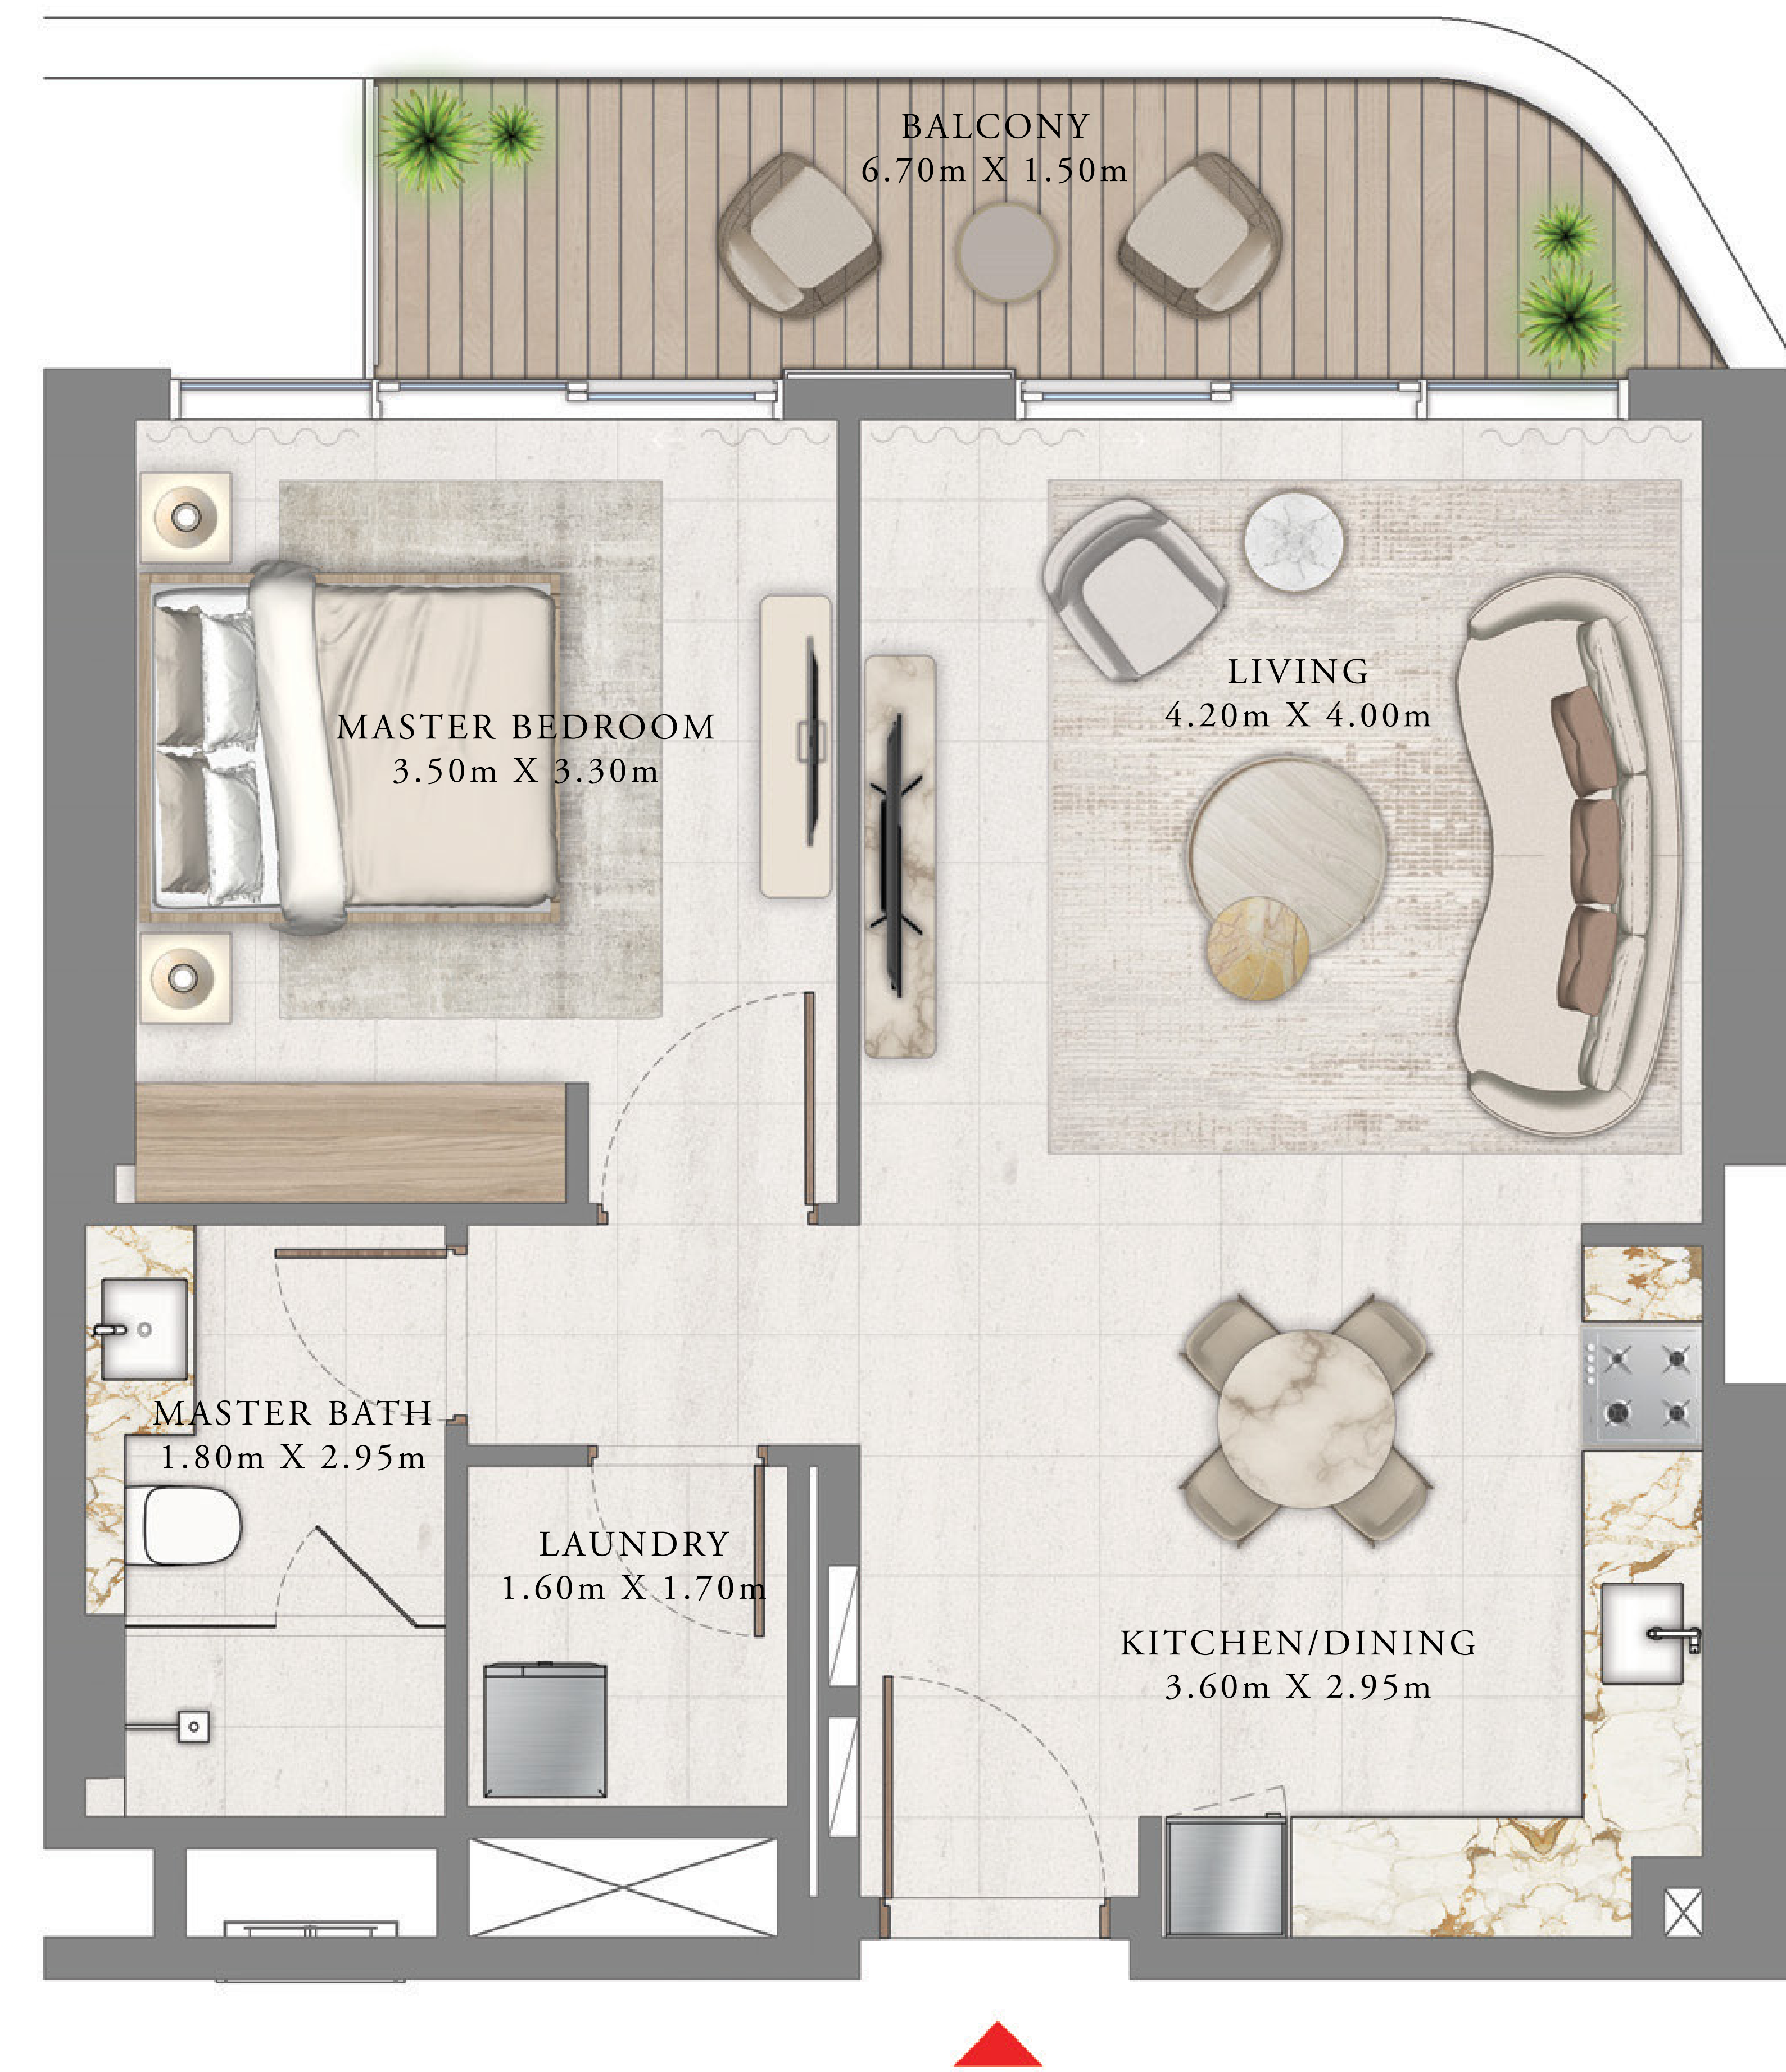 BALCONY
6.70m X 1.50m
MASTER BEDROOM
3.50m X 3.30m
LIVING
4.20m X 4.00m
MASTER BATH
1.80m X 2.95m
LAUNDRY
1.60m X 1.70m
KITCHEN/DINING
3.60m X 2.95m